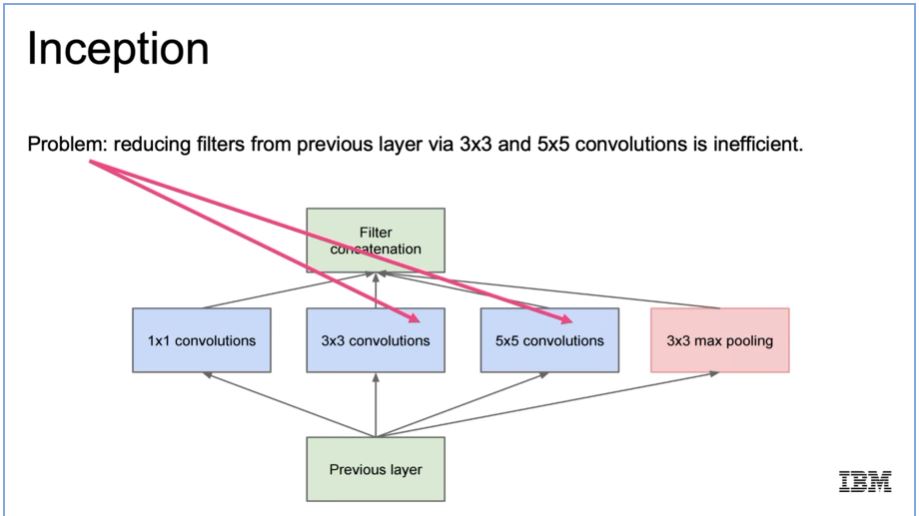 Inception
Problem: reducing filters from previous layer via 3x3 and 5x5 convolutions is inefficient.
Filter
concatenation
1x1 convolutions
3x3 convolutions
5x5 convolutions
3x3 max pooling
Previous layer
IBM